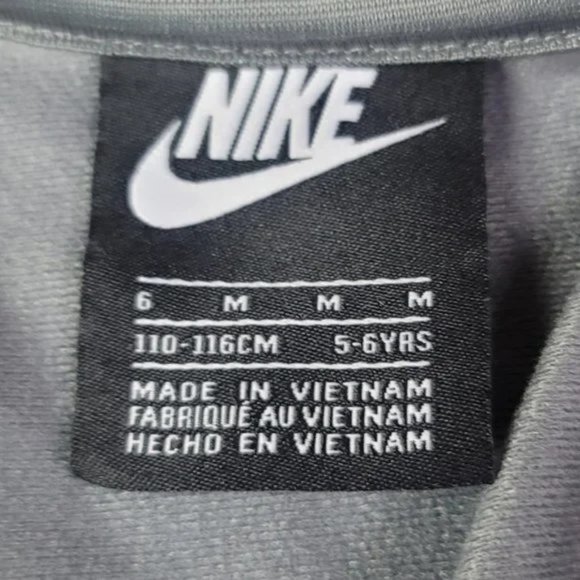 NIKE
6 M M M
110-116CM 5-6YRS
MADE IN VIETNAM
FABRIQUÉ AU VIETNAM
HECHO EN VIETNAM